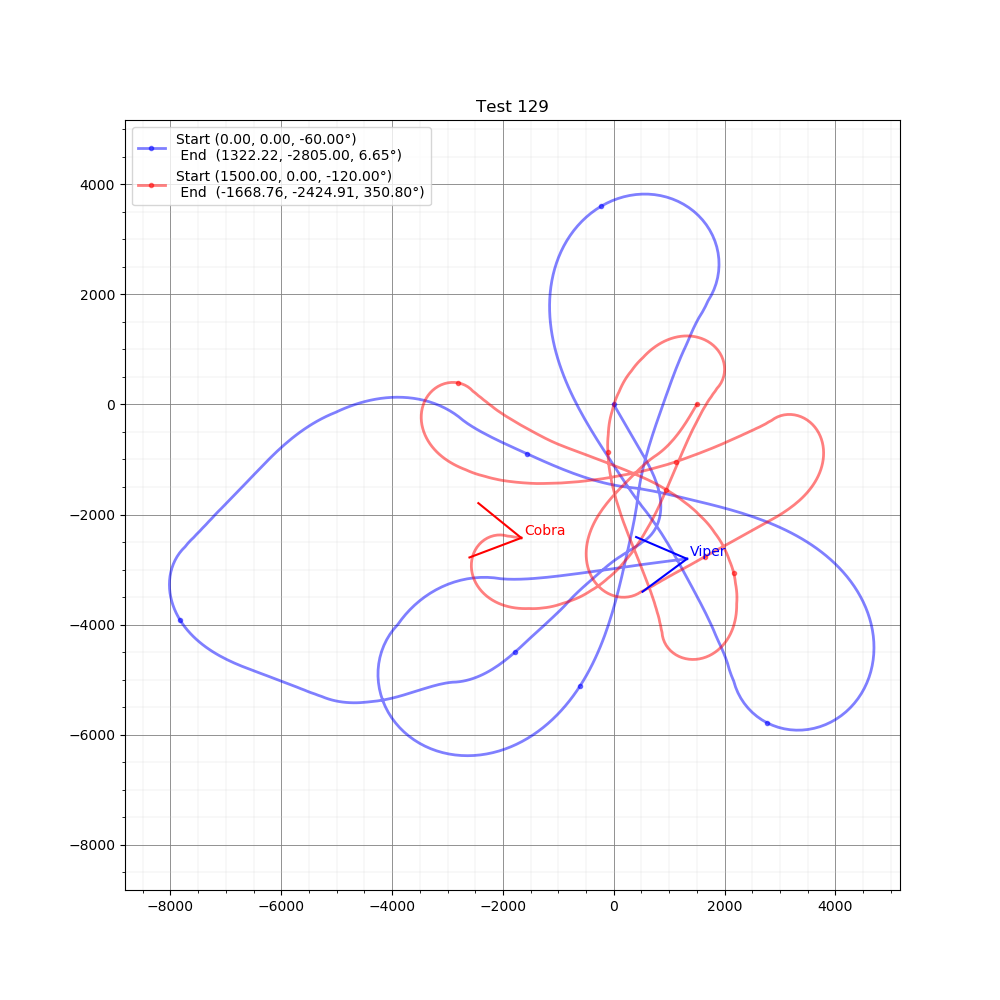 Test 129
Start (0.00, 0.00, -60.00°)
End  (1322.22, -2805.00, 6.65°)
Start (1500.00, 0.00, -120.00°)
End  (-1668.76, -2424.91, 350.80°)
4000
2000
0
−2000
−4000
−6000
−8000
Cobra
Viper
−8000 −6000 −4000 −2000 0 2000 4000